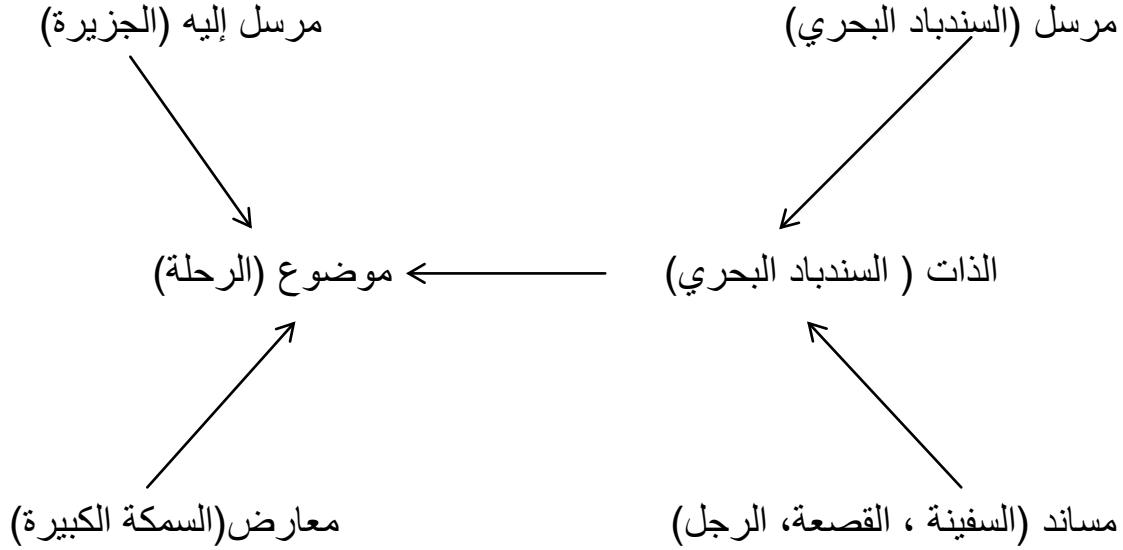 مرسل (السندباد البحري)
مرسل إليه (الجزيرة)
الذات ( السندباد البحري)
موضوع (الرحلة)
مساند (السفينة ، القصعة، الرجل)
معارض(السمكة الكبيرة)